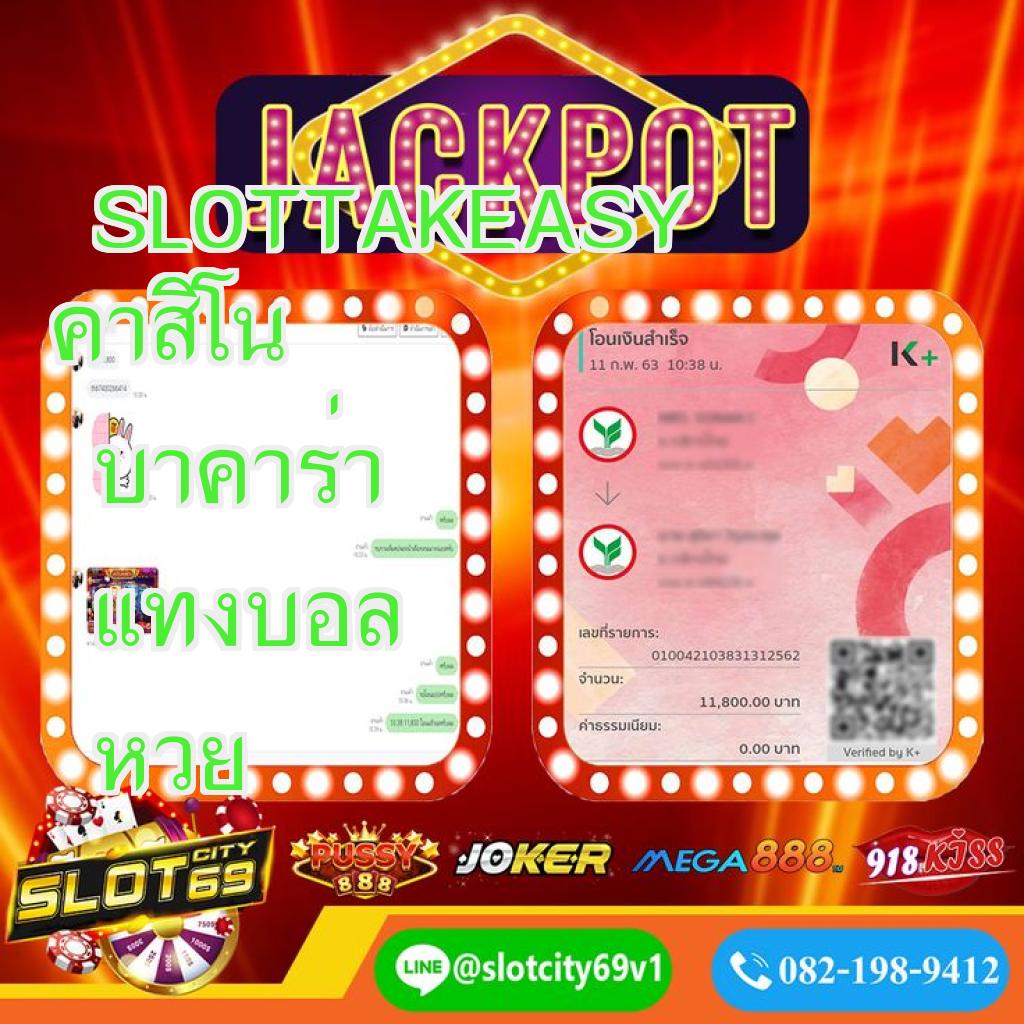 JACKPOT
SLOTTAKEASY
คาสิโน
บาคาร่า
แทงบอล
หวย
โอนเงินสำเร็จ
11 ก.พ. 63 10:38 น.
K+
เลขที่รายการ:
010042103831312562
จำนวน:
11,800.00 บาท
ค่าธรรมเนียม:
0.00 บาท
Verified by K+
SLOT CITY 69
PUSSY 888
JOKER
MEGA888
918KISS
LINE @slotcity69v1
082-198-9412